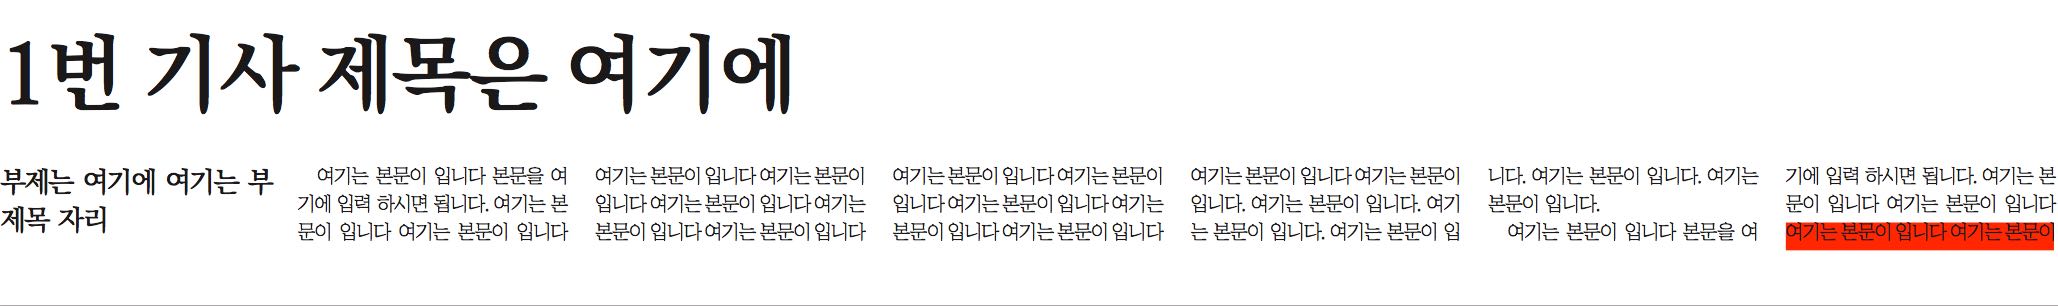 1번 기사 제목은 여기에
부제는 여기에 여기는 부
제목 자리
여기는 본문이 입니다 본문을 여
기에 입력 하시면 됩니다. 여기는 본
문이 입니다 여기는 본문이 입니다
여기는 본문이 입니다 여기는 본문이
입니다 여기는 본문이 입니다 여기는
본문이 입니다 여기는 본문이 입니다
여기는 본문이 입니다 여기는 본문이
입니다 여기는 본문이 입니다 여기는
본문이 입니다 여기는 본문이 입니다
여기는 본문이 입니다 여기는 본문이
입니다. 여기는 본문이 입니다. 여기
는 본문이 입니다. 여기는 본문이 입
니다. 여기는 본문이 입니다. 여기는
본문이 입니다.
여기는 본문이 입니다 본문을 여
기에 입력 하시면 됩니다. 여기는 본
문이 입니다 여기는 본문이 입니다
여기는 본문이 입니다 여기는 본문이